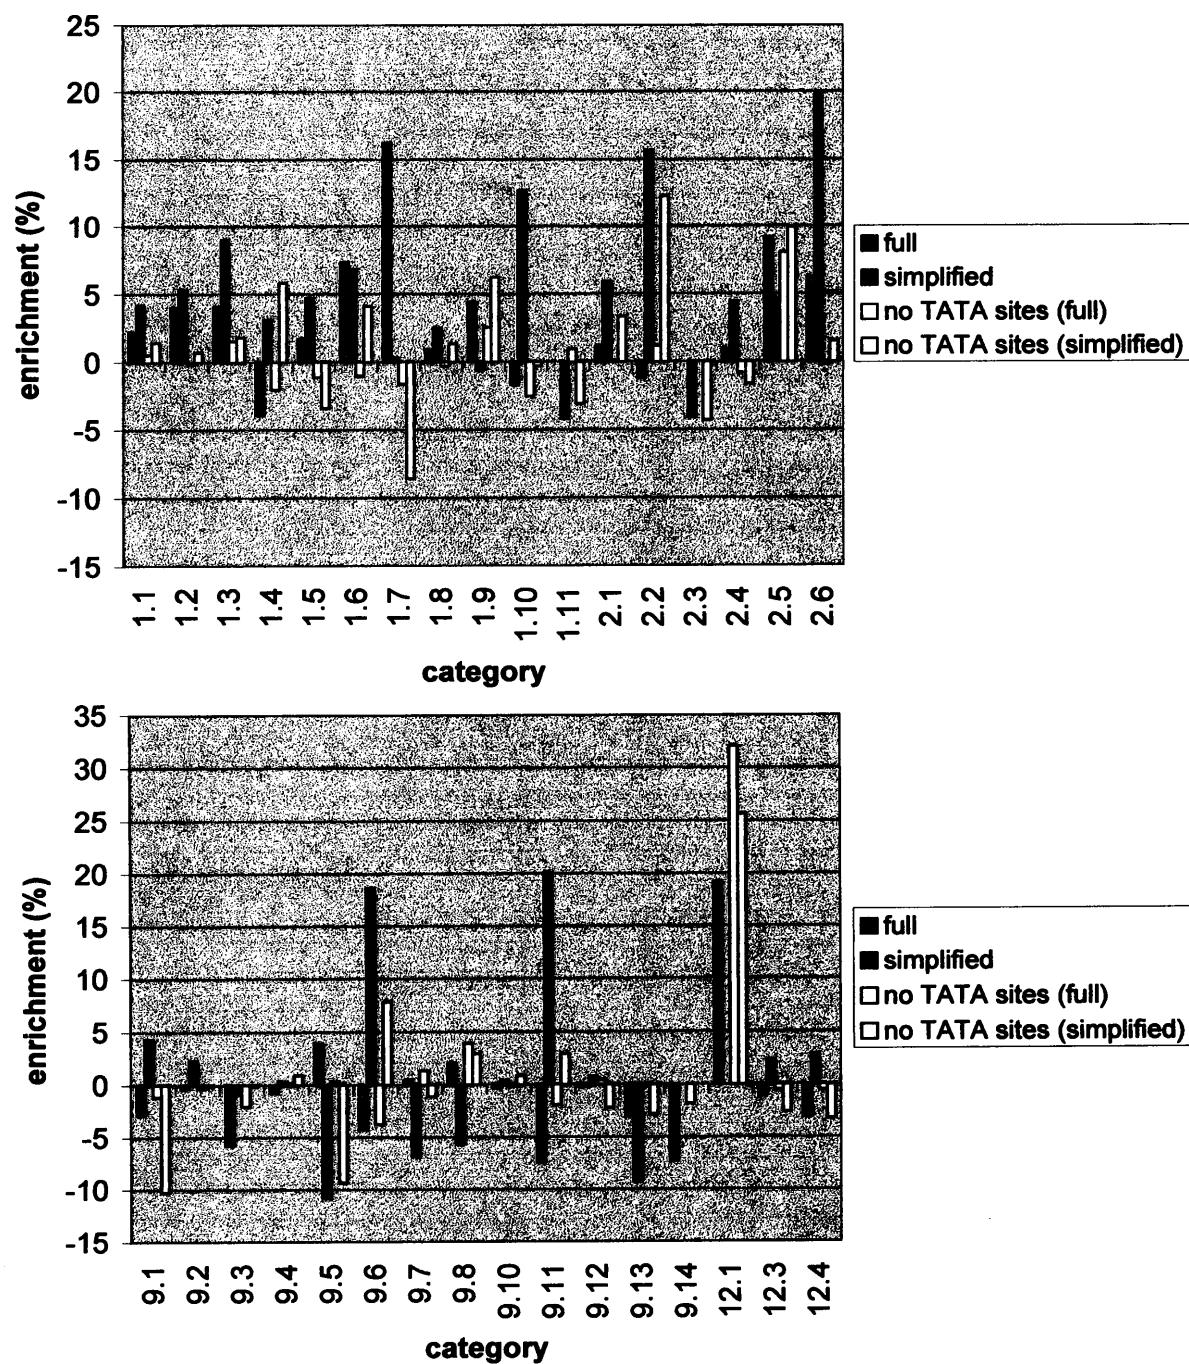 25
20
15
10
5
0
-5
-10
-15
enrichment (%)
1.1 1.2 1.3 1.4 1.5 1.6 1.7 1.8 1.9 1.10 1.11 2.1 2.2 2.3 2.4 2.5 2.6
category
full
simplified
no TATA sites (full)
no TATA sites (simplified)
35
30
25
20
15
10
5
0
-5
-10
-15
enrichment (%)
9.1 9.2 9.3 9.4 9.5 9.6 9.7 9.8 9.10 9.11 9.12 9.13 9.14 12.1 12.3 12.4
category
full
simplified
no TATA sites (full)
no TATA sites (simplified)